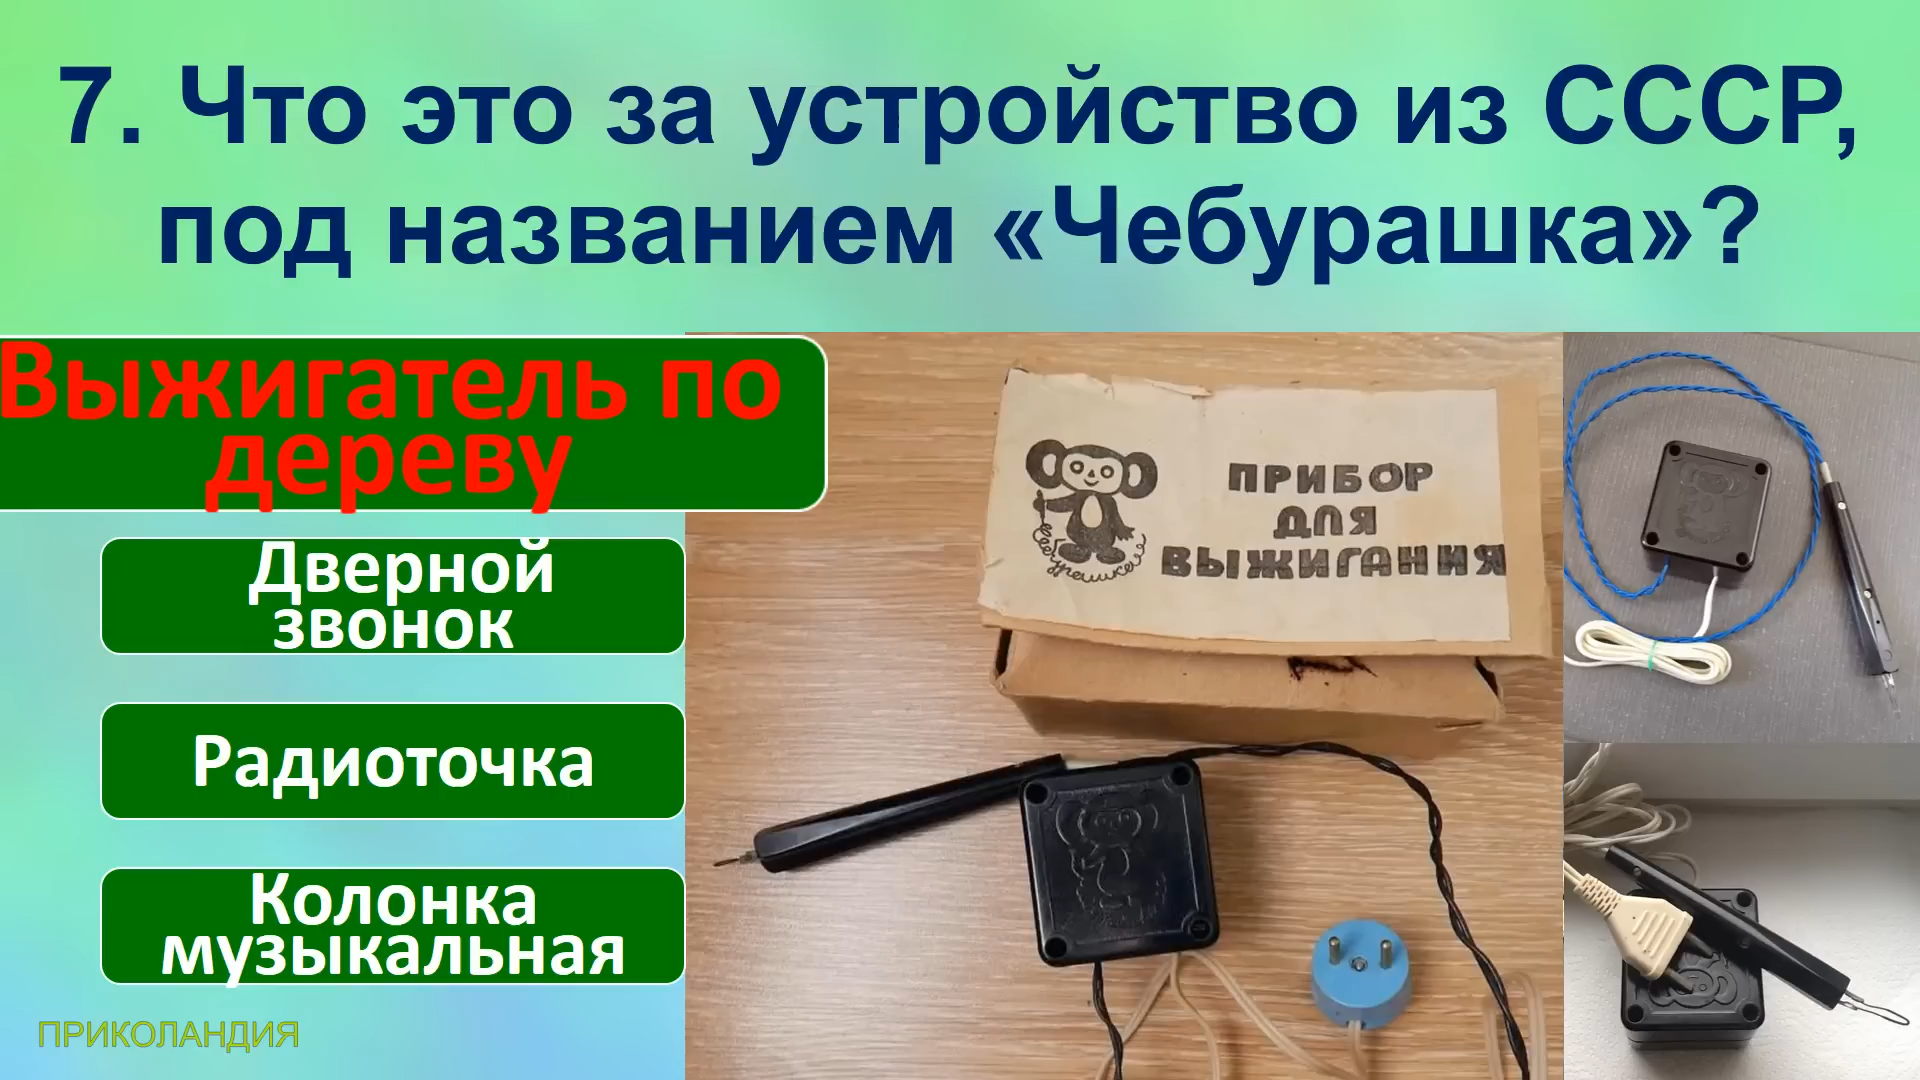 7. Что это за устройство из СССР,
под названием «Чебурашка»?
Выжигатель по
дереву
Дверной
звонок
Радиоточка
Колонка
музыкальная
ПРИКОЛАНДИЯ
ПРИБОР
ДЛЯ
ВЫЖИГАНИЯ
Чебурашка